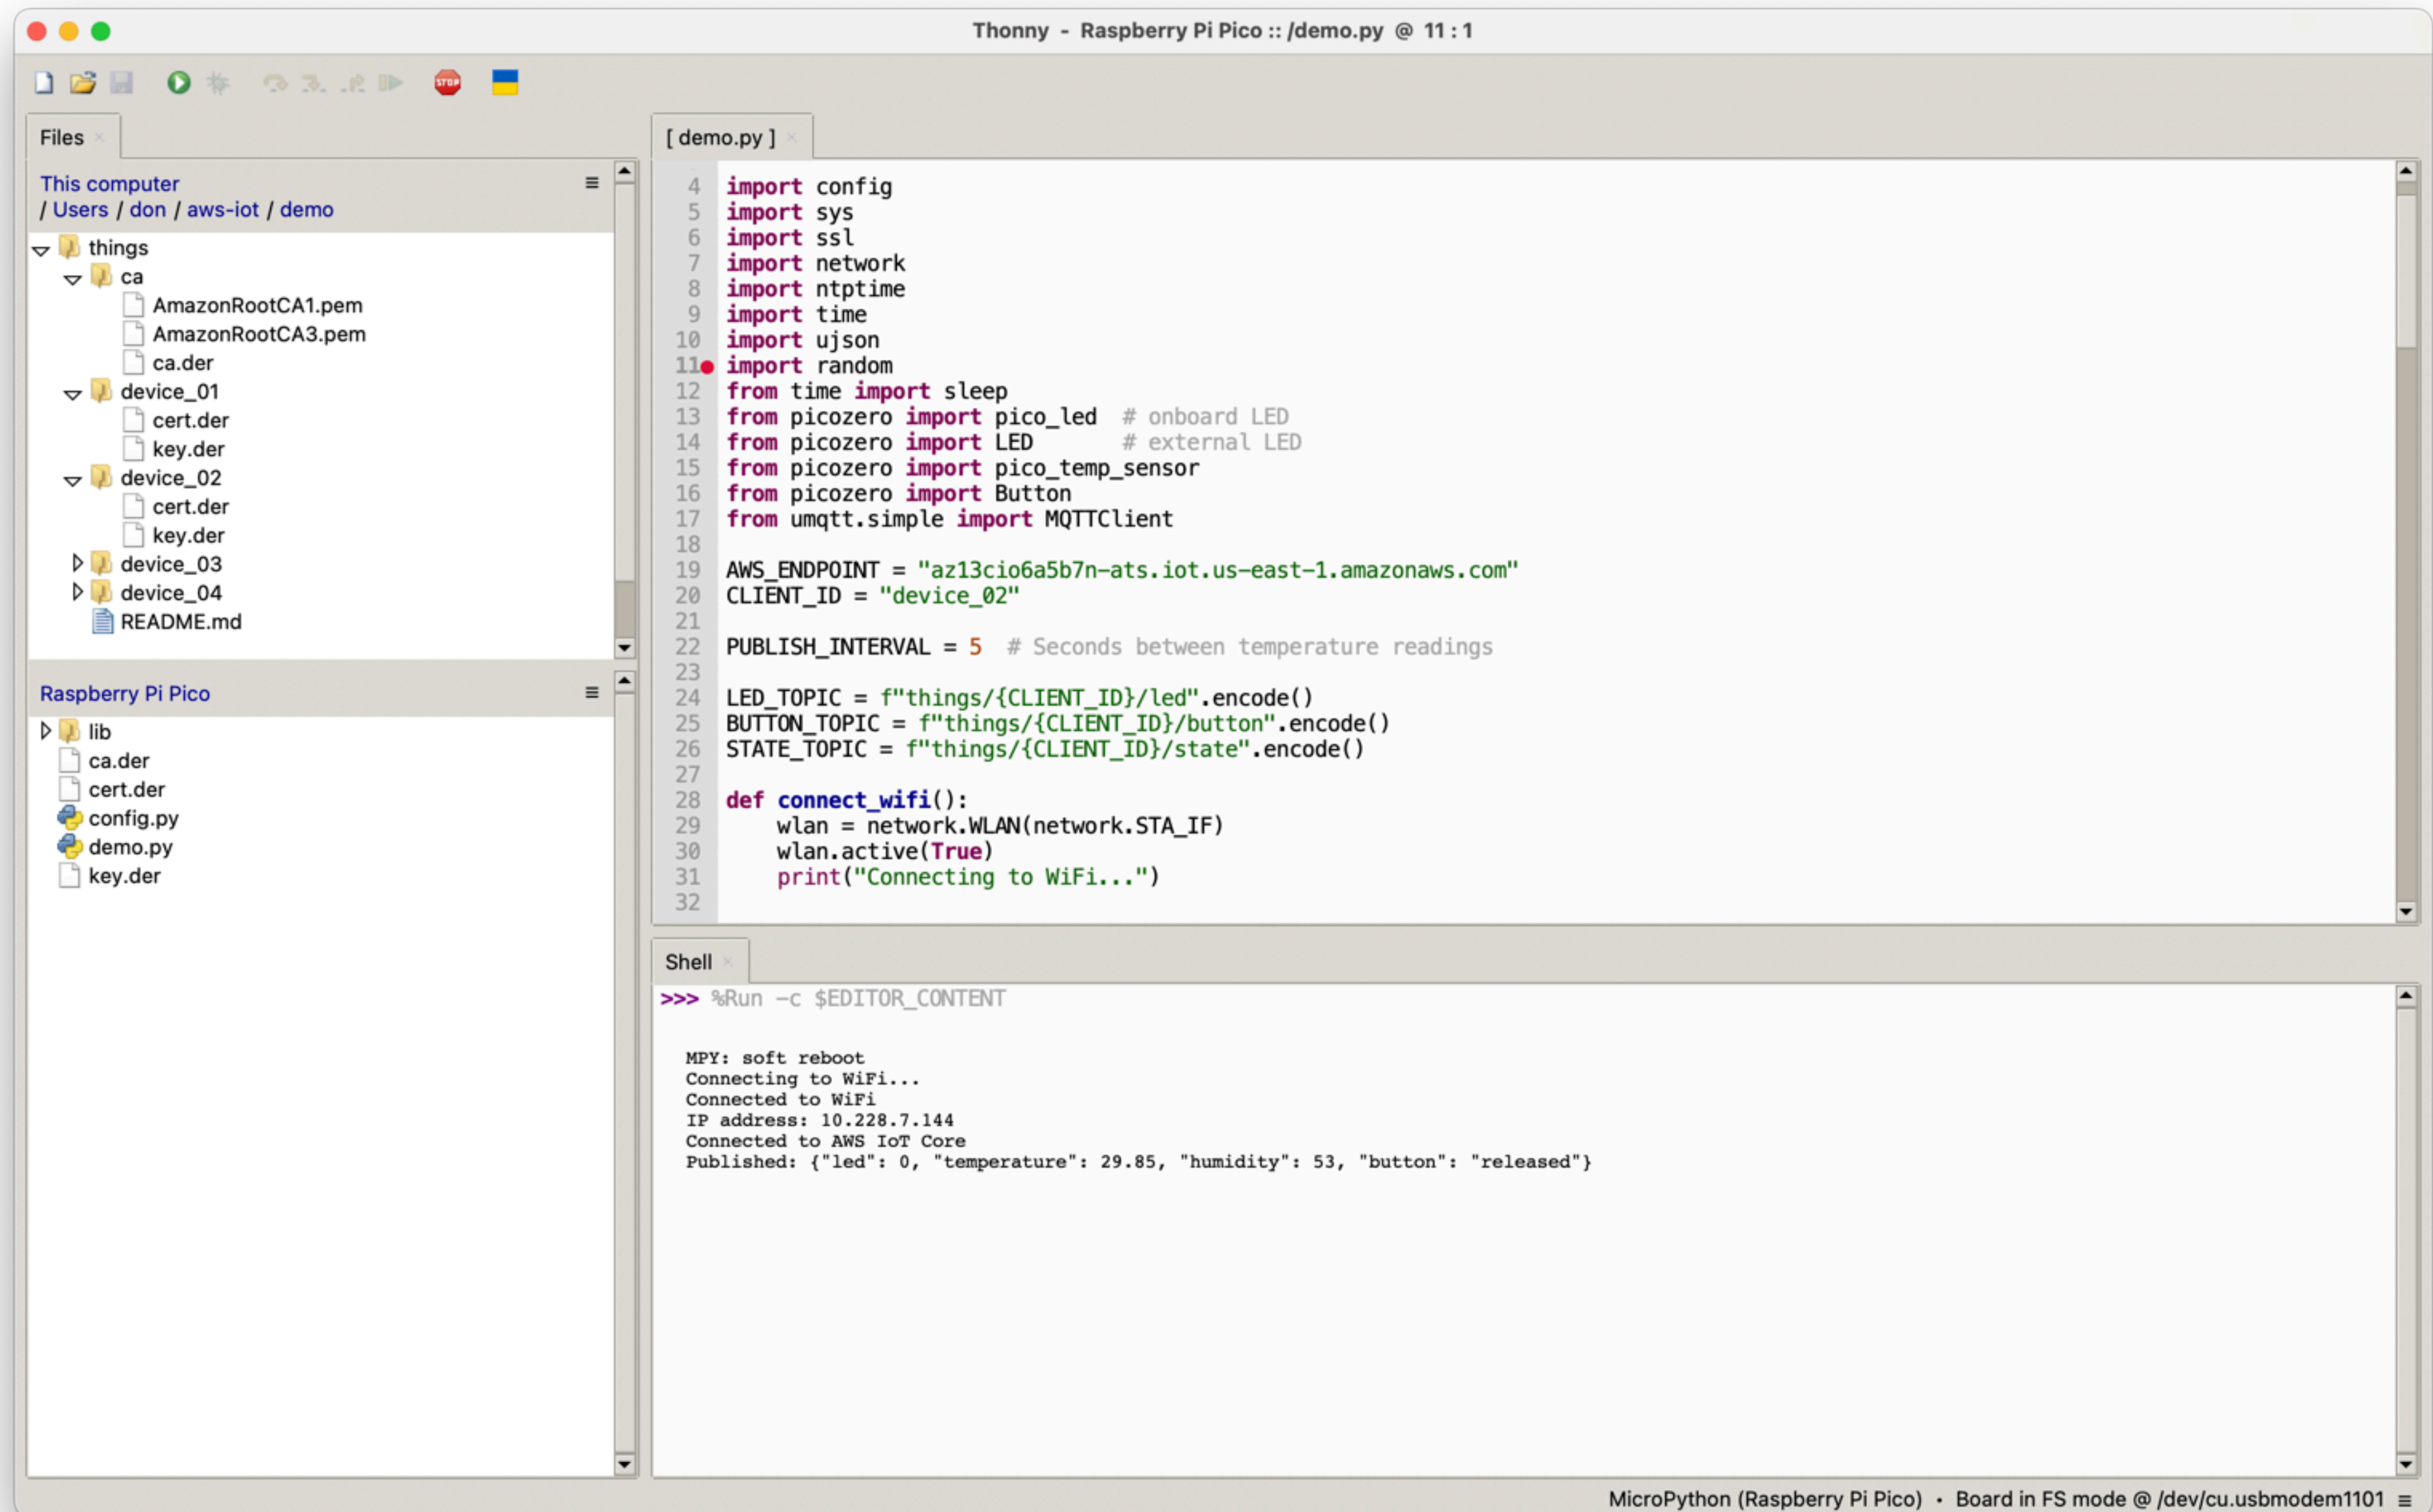 Thonny - Raspberry Pi Pico :: /demo.py @ 11 : 1
STOP
Files ×
This computer
/ Users / don / aws-iot / demo
things
ca
AmazonRootCA1.pem
AmazonRootCA3.pem
ca.der
device_01
cert.der
key.der
device_02
cert.der
key.der
device_03
device_04
README.md
Raspberry Pi Pico
lib
ca.der
cert.der
config.py
demo.py
key.der
[ demo.py ] ×
4 import config
5 import sys
6 import ssl
7 import network
8 import ntptime
9 import time
10 import ujson
11 import random
12 from time import sleep
13 from picozero import pico_led  # onboard LED
14 from picozero import LED       # external LED
15 from picozero import pico_temp_sensor
16 from picozero import Button
17 from umqtt.simple import MQTTClient
18
19 AWS_ENDPOINT = "az13cio6a5b7n-ats.iot.us-east-1.amazonaws.com"
20 CLIENT_ID = "device_02"
21
22 PUBLISH_INTERVAL = 5  # Seconds between temperature readings
23
24 LED_TOPIC = f"things/{CLIENT_ID}/led".encode()
25 BUTTON_TOPIC = f"things/{CLIENT_ID}/button".encode()
26 STATE_TOPIC = f"things/{CLIENT_ID}/state".encode()
27
28 def connect_wifi():
29     wlan = network.WLAN(network.STA_IF)
30     wlan.active(True)
31     print("Connecting to WiFi...")
32
Shell ×
>>> %Run -c $EDITOR_CONTENT
MPY: soft reboot
Connecting to WiFi...
Connected to WiFi
IP address: 10.228.7.144
Connected to AWS IoT Core
Published: {"led": 0, "temperature": 29.85, "humidity": 53, "button": "released"}
MicroPython (Raspberry Pi Pico) • Board in FS mode @ /dev/cu.usbmodem1101 ≡